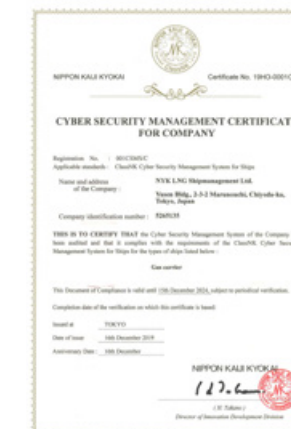 NIPPON KAIJI KYOKAI
Certificate No. 19HO-0001C
CYBER SECURITY MANAGEMENT CERTIFICAT
FOR COMPANY
Registration No. : 001/CSMS/C
Applicable standards : ClassNK Cyber Security Management System for Ships
Name and address of the Company :
NYK LNG Shipmanagement Ltd.
Yusen Bldg., 2-3-2 Marunouchi, Chiyoda-ku,
Tokyo, Japan
Company identification number : 5265135
THIS IS TO CERTIFY THAT the Cyber Security Management System of the Company
been audited and that it complies with the requirements of the ClassNK Cyber Secu
Management System for Ships for the types of ships listed below :
Gas carrier
This Document of Compliance is valid until 15th December 2024, subject to periodical verification.
Completion date of the verification on which this certificate is based:
Issued at TOKYO
Date of issue 16th December 2019
Anniversary Date : 16th December
NIPPON KAIJI KYOKAI
Director of Innovation Development Division